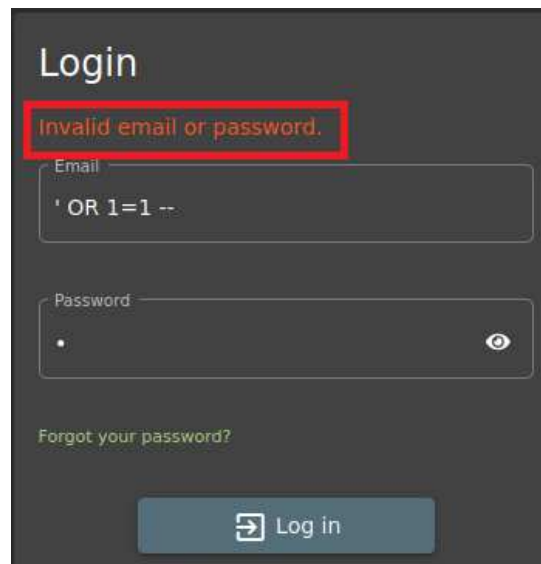 Login
Invalid email or password.
Email
' OR 1=1 --
Password
Forgot your password?
Log in